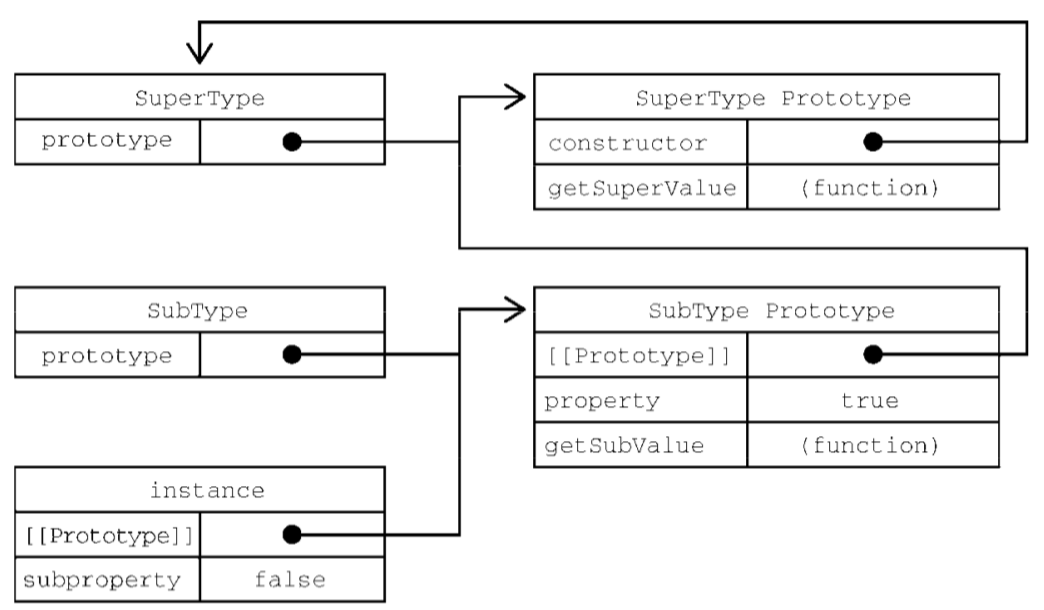 SuperType
prototype
SuperType Prototype
constructor
getSuperValue (function)
SubType
prototype
SubType Prototype
[[Prototype]]
property true
getSubValue (function)
instance
[[Prototype]]
subproperty false